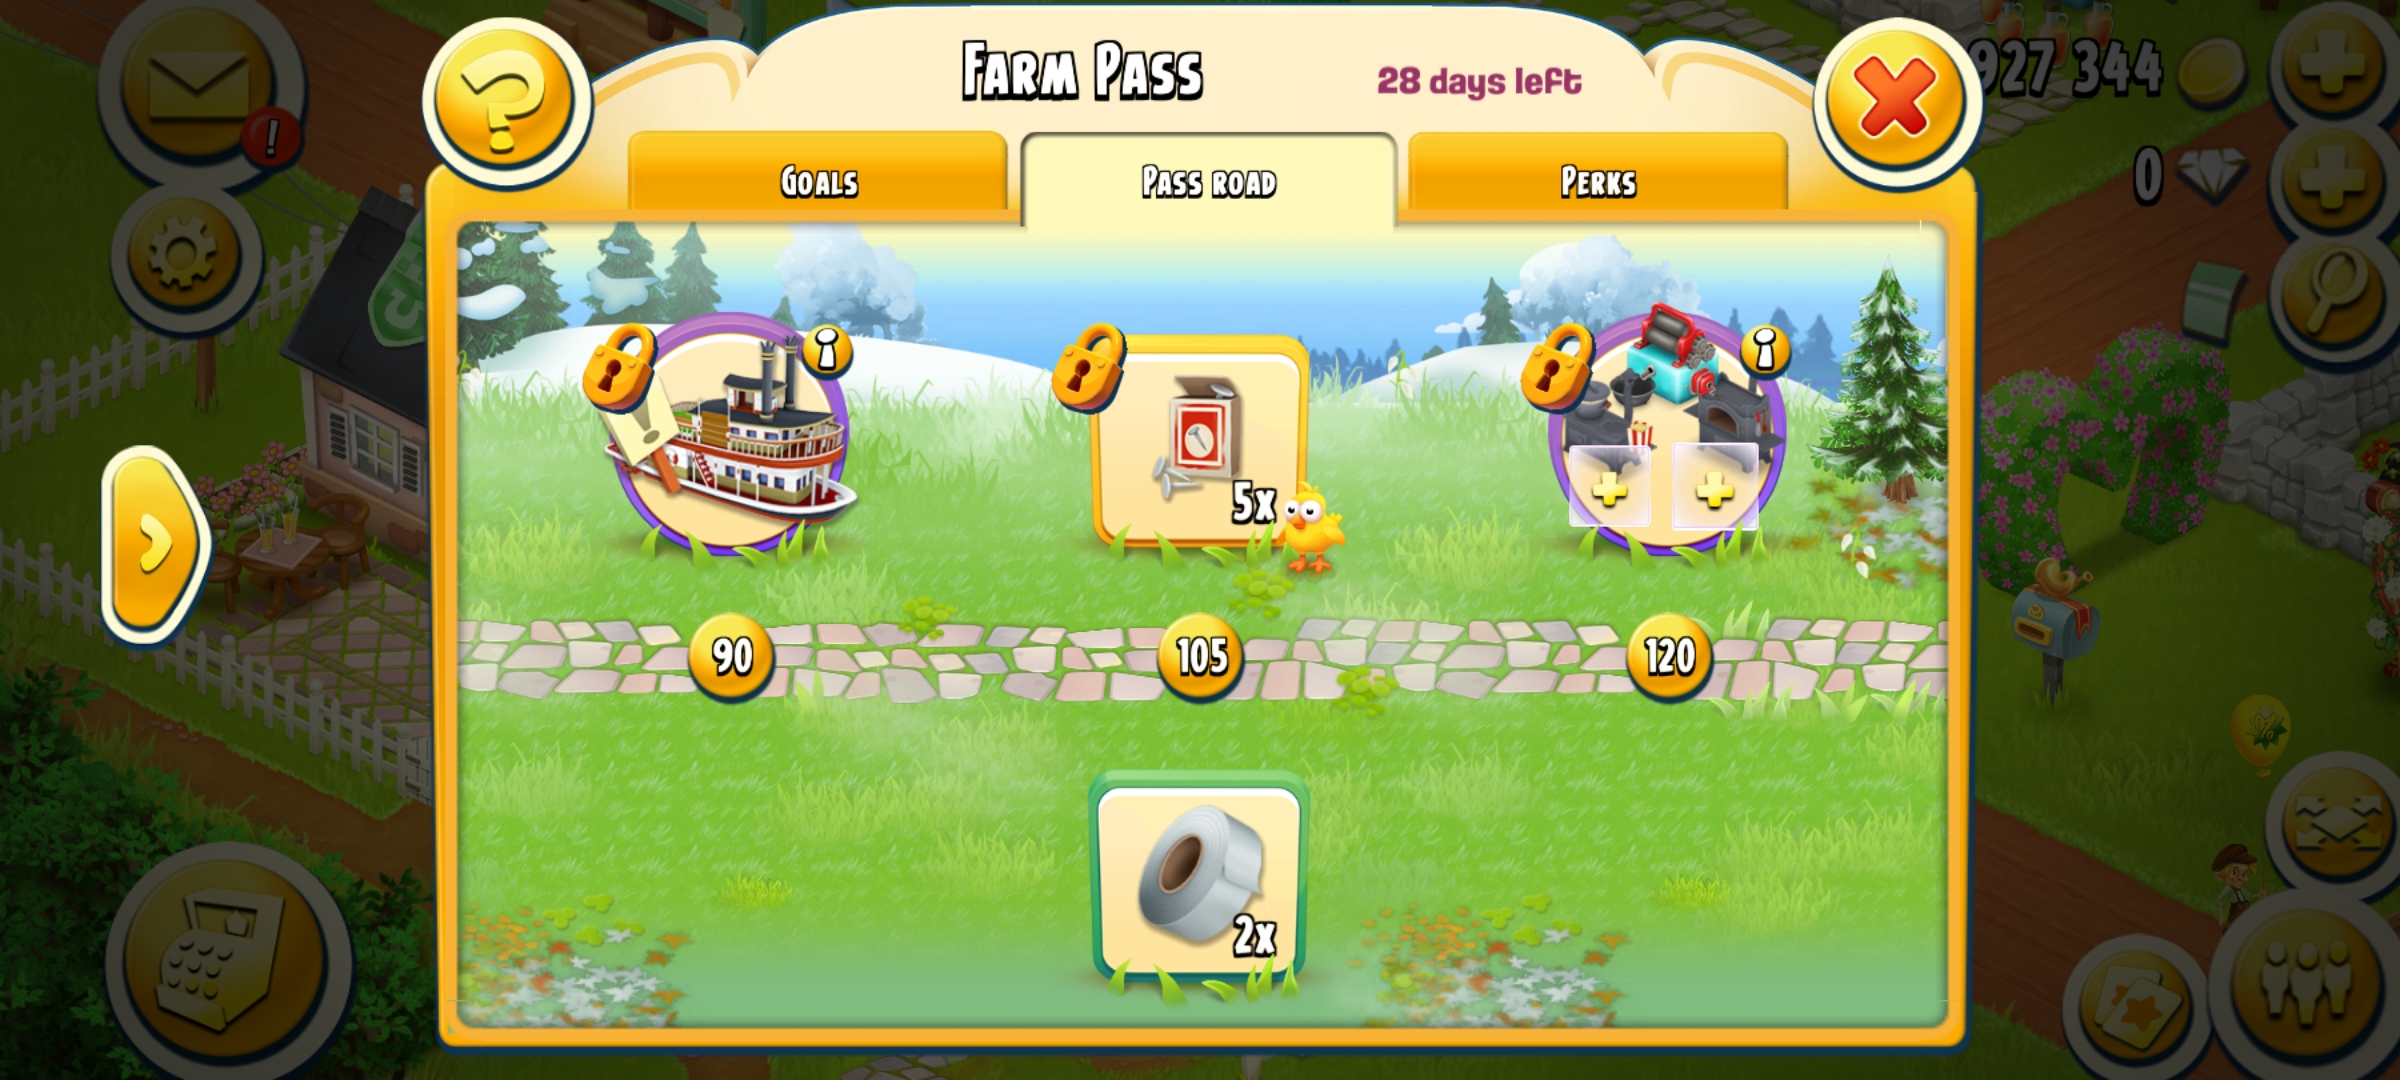 Farm Pass
28 days left
Goals
Pass road
Perks
927 344
0
5x
90
105
120
2x